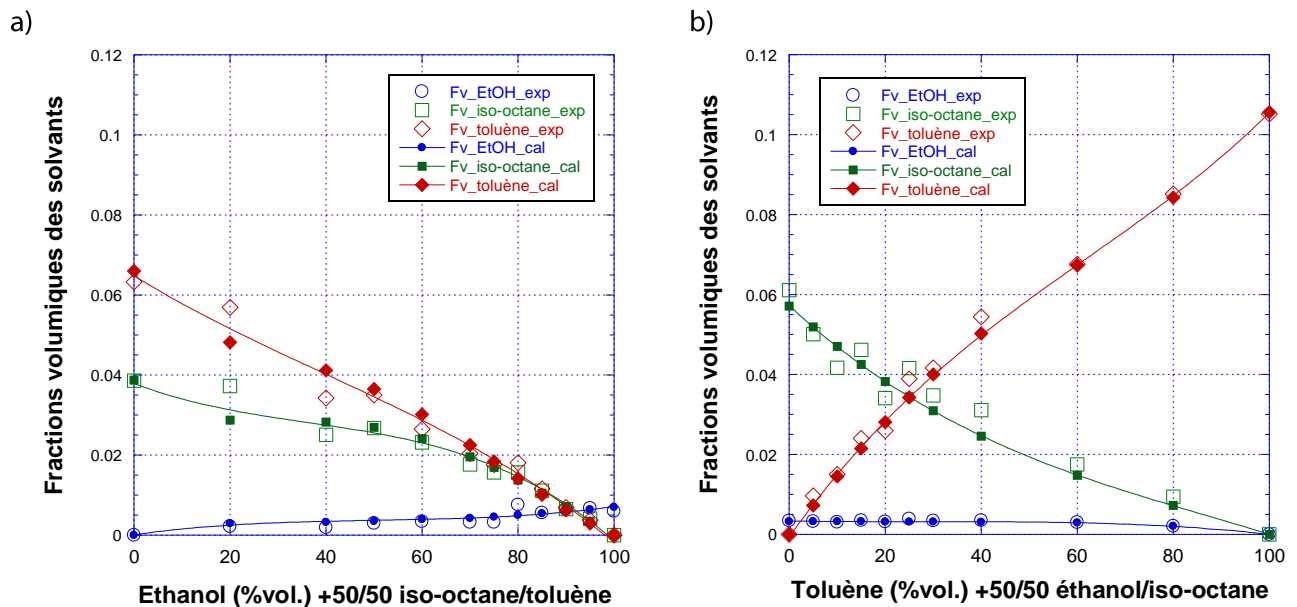 a)
Fractions volumiques des solvants
0.12
0.1
0.08
0.06
0.04
0.02
0
Fv_EtOH_exp
Fv_iso-octane_exp
Fv_toluène_exp
Fv_EtOH_cal
Fv_iso-octane_cal
Fv_toluène_cal
0 20 40 60 80 100
Ethanol (%vol.) +50/50 iso-octane/toluène
b)
Fractions volumiques des solvants
0.12
0.1
0.08
0.06
0.04
0.02
0
Fv_EtOH_exp
Fv_iso-octane_exp
Fv_toluène_exp
Fv_EtOH_cal
Fv_iso-octane_cal
Fv_toluène_cal
0 20 40 60 80 100
Toluène (%vol.) +50/50 éthanol/iso-octane